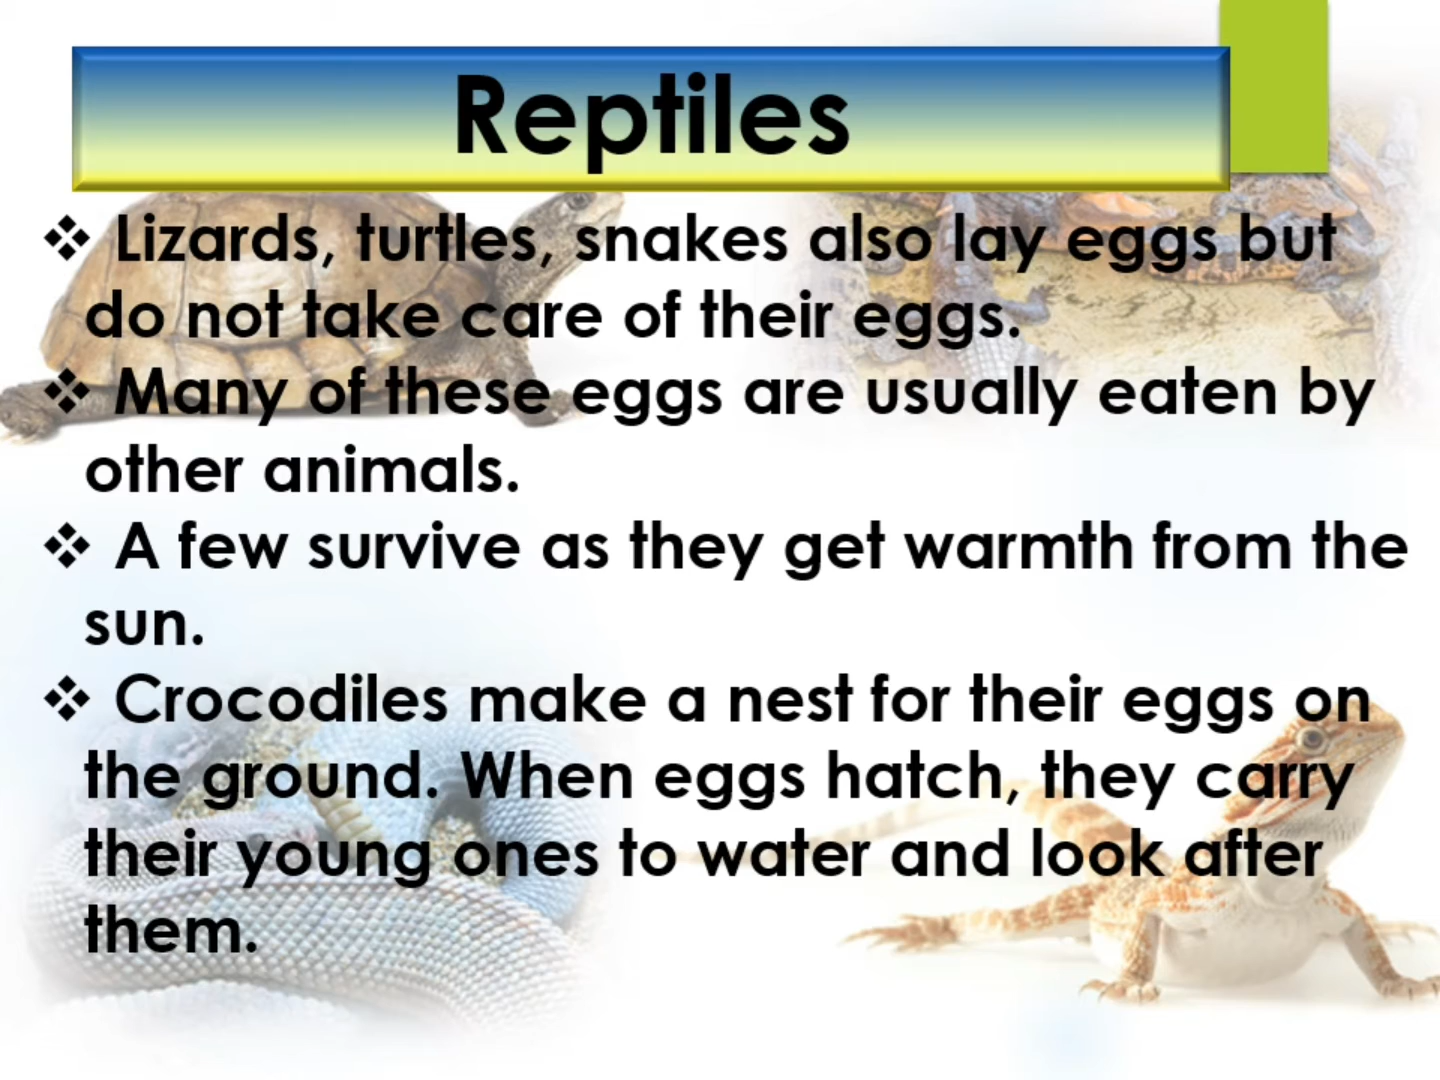 Reptiles
❖ Lizards, turtles, snakes also lay eggs but
do not take care of their eggs.
❖ Many of these eggs are usually eaten by
other animals.
❖ A few survive as they get warmth from the
sun.
❖ Crocodiles make a nest for their eggs on
the ground. When eggs hatch, they carry
their young ones to water and look after
them.